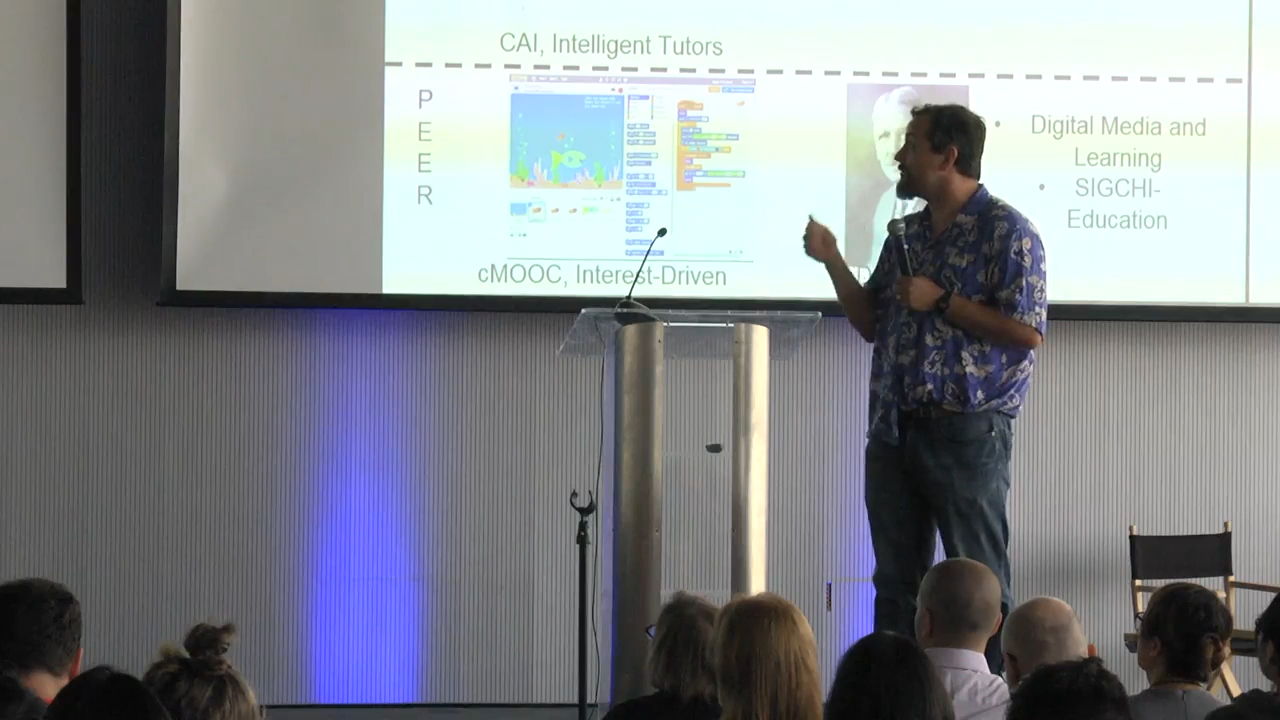 CAI, Intelligent Tutors
P
E
E
R
• Digital Media and
Learning
• SIGCHI-
Education
cMOOC, Interest-Driven